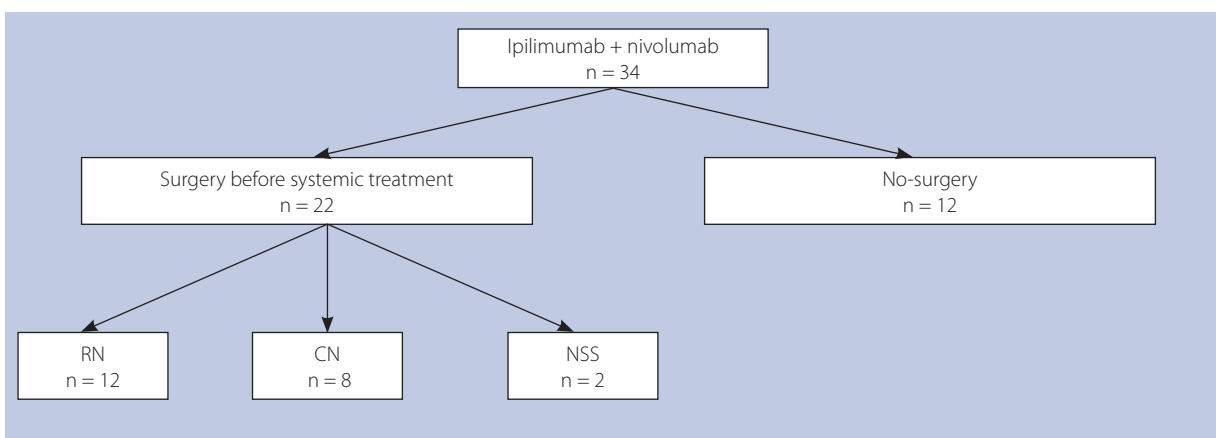 Ipilimumab + nivolumab
n = 34
Surgery before systemic treatment
n = 22
No-surgery
n = 12
RN
n = 12
CN
n = 8
NSS
n = 2